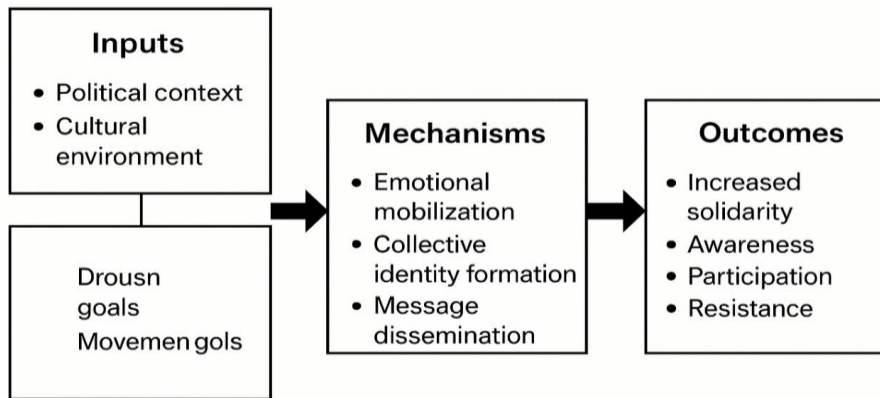 Inputs
• Political context
• Cultural
environment
Drousn
goals
Movemen gols
Mechanisms
• Emotional
mobilization
• Collective
identity formation
• Message
dissemination
Outcomes
• Increased
solidarity
• Awareness
• Participation
• Resistance